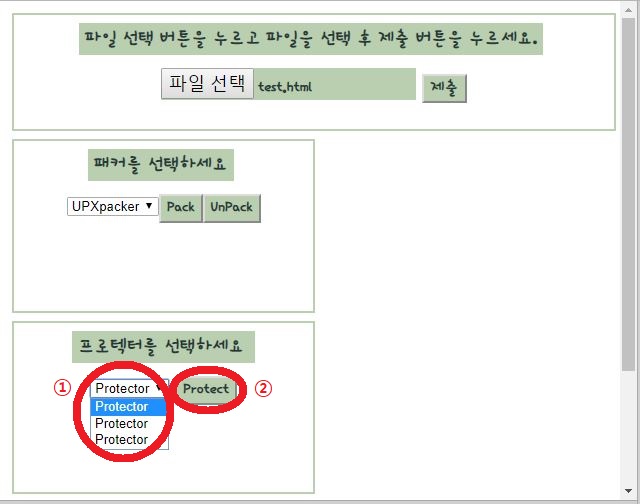 파일 선택 버튼을 누르고 파일을 선택 후 제출 버튼을 누르세요.
파일 선택 test.html 제출
패커를 선택하세요
UPXpacker Pack UnPack
프로텍터를 선택하세요
① Protector Protect ②
Protector
Protector
Protector